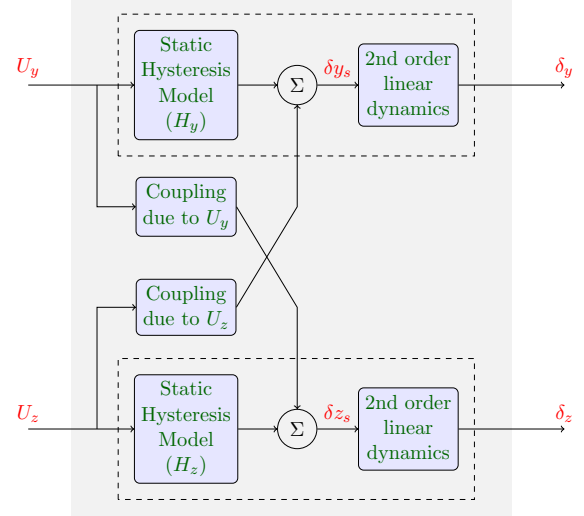 U_y
Static
Hysteresis
Model
(H_y)
Σ
δy_s
2nd order
linear
dynamics
δ_y
Coupling
due to U_y
Coupling
due to U_z
U_z
Static
Hysteresis
Model
(H_z)
Σ
δz_s
2nd order
linear
dynamics
δ_z